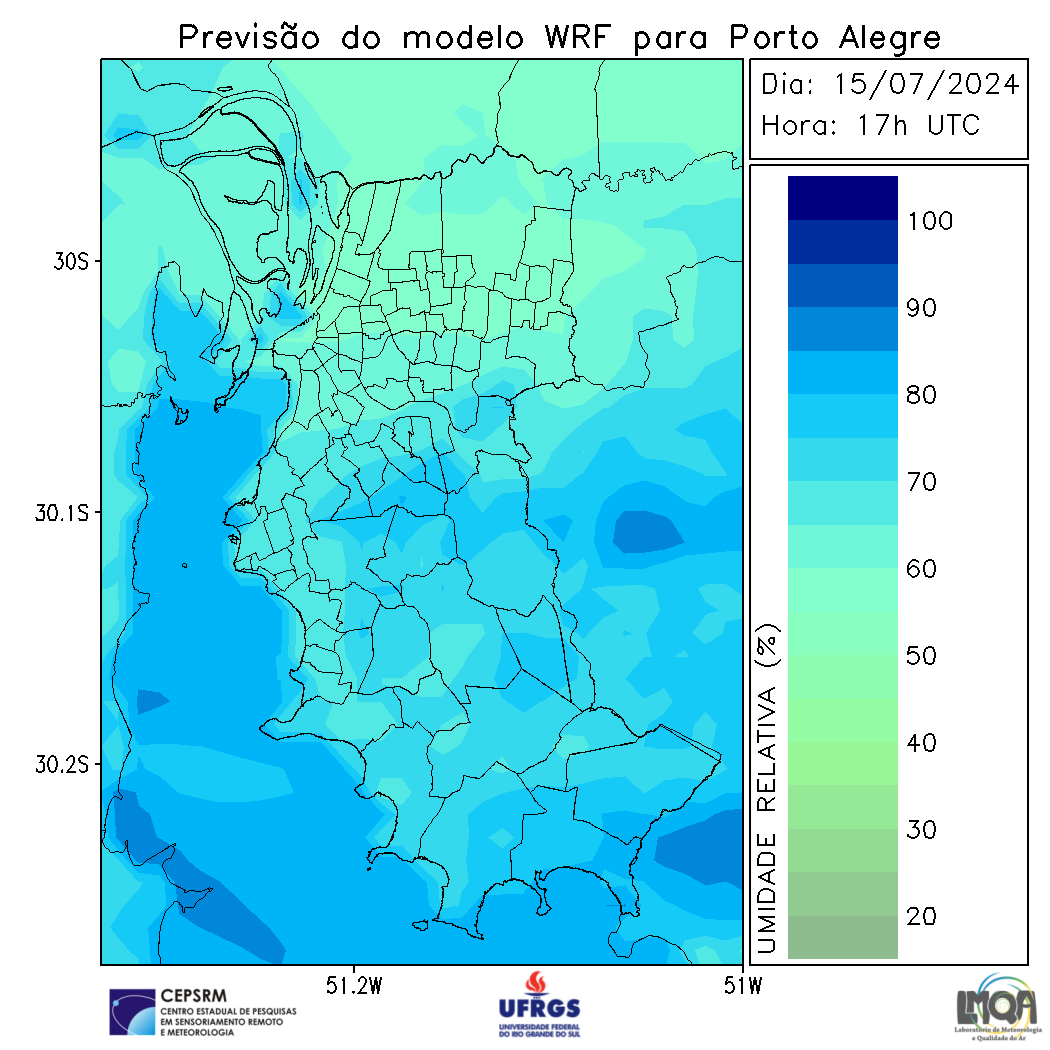 Previsão do modelo WRF para Porto Alegre
Dia: 15/07/2024
Hora: 17h UTC
30S
30.1S
30.2S
51.2W
51W
100
90
80
70
60
50
40
30
20
UMIDADE RELATIVA (%)
CEPSRM
CENTRO ESTADUAL DE PESQUISAS
EM SENSORIAMENTO REMOTO
E METEOROLOGIA
UFRGS
UNIVERSIDADE FEDERAL
DO RIO GRANDE DO SUL
LMQA
Laboratório de Meteorologia
e Qualidade do Ar